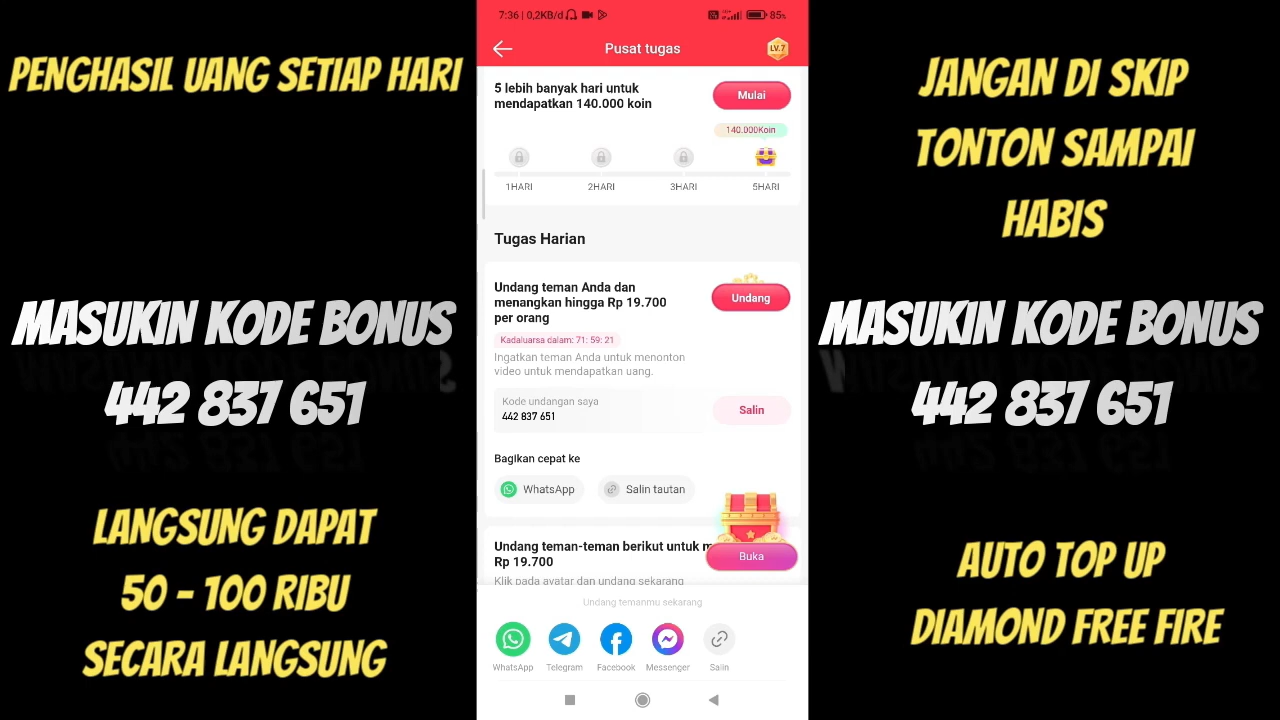 PENGHASIL UANG SETIAP HARI
MASUKIN KODE BONUS
442 837 651
LANGSUNG DAPAT
50 - 100 RIBU
SECARA LANGSUNG
7:36 | 0,2KB/d
85%
Pusat tugas
LV.7
5 lebih banyak hari untuk
mendapatkan 140.000 koin
Mulai
140.000Koin
1HARI 2HARI 3HARI 5HARI
Tugas Harian
Undang teman Anda dan
menangkan hingga Rp 19.700
per orang
Undang
Kadaluarsa dalam: 71: 59: 21
Ingatkan teman Anda untuk menonton
video untuk mendapatkan uang.
Kode undangan saya
442 837 651
Salin
Bagikan cepat ke
WhatsApp Salin tautan
Undang teman-teman berikut untuk m
Rp 19.700
Buka
Klik pada avatar dan undang sekarang
Undang temanmu sekarang
WhatsApp Telegram Facebook Messenger Salin
JANGAN DI SKIP
TONTON SAMPAI
HABIS
MASUKIN KODE BONUS
442 837 651
AUTO TOP UP
DIAMOND FREE FIRE